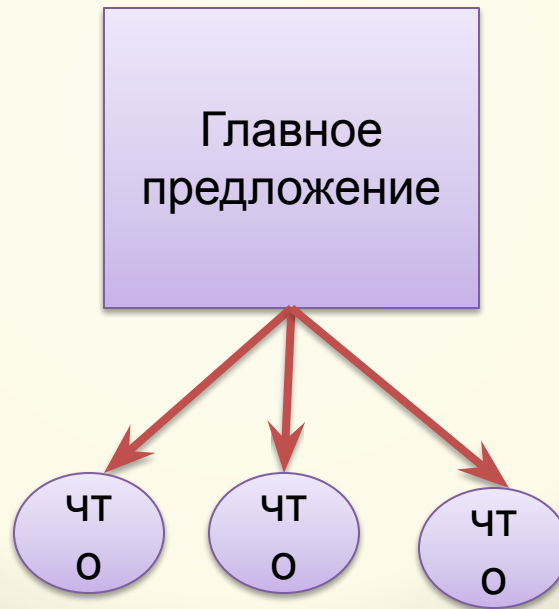 Главное
предложение
чт
о
чт
о
чт
о